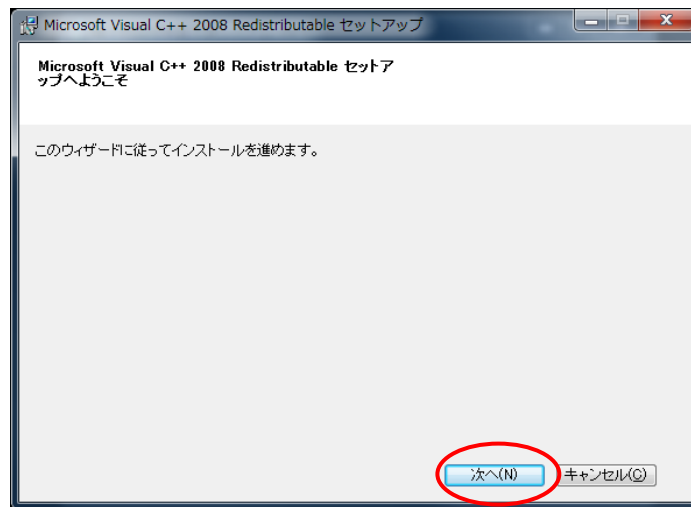 Microsoft Visual C++ 2008 Redistributable セットアップ
Microsoft Visual C++ 2008 Redistributable セットア
ップへようこそ
このウィザードに従ってインストールを進めます。
次へ(N)
キャンセル(C)